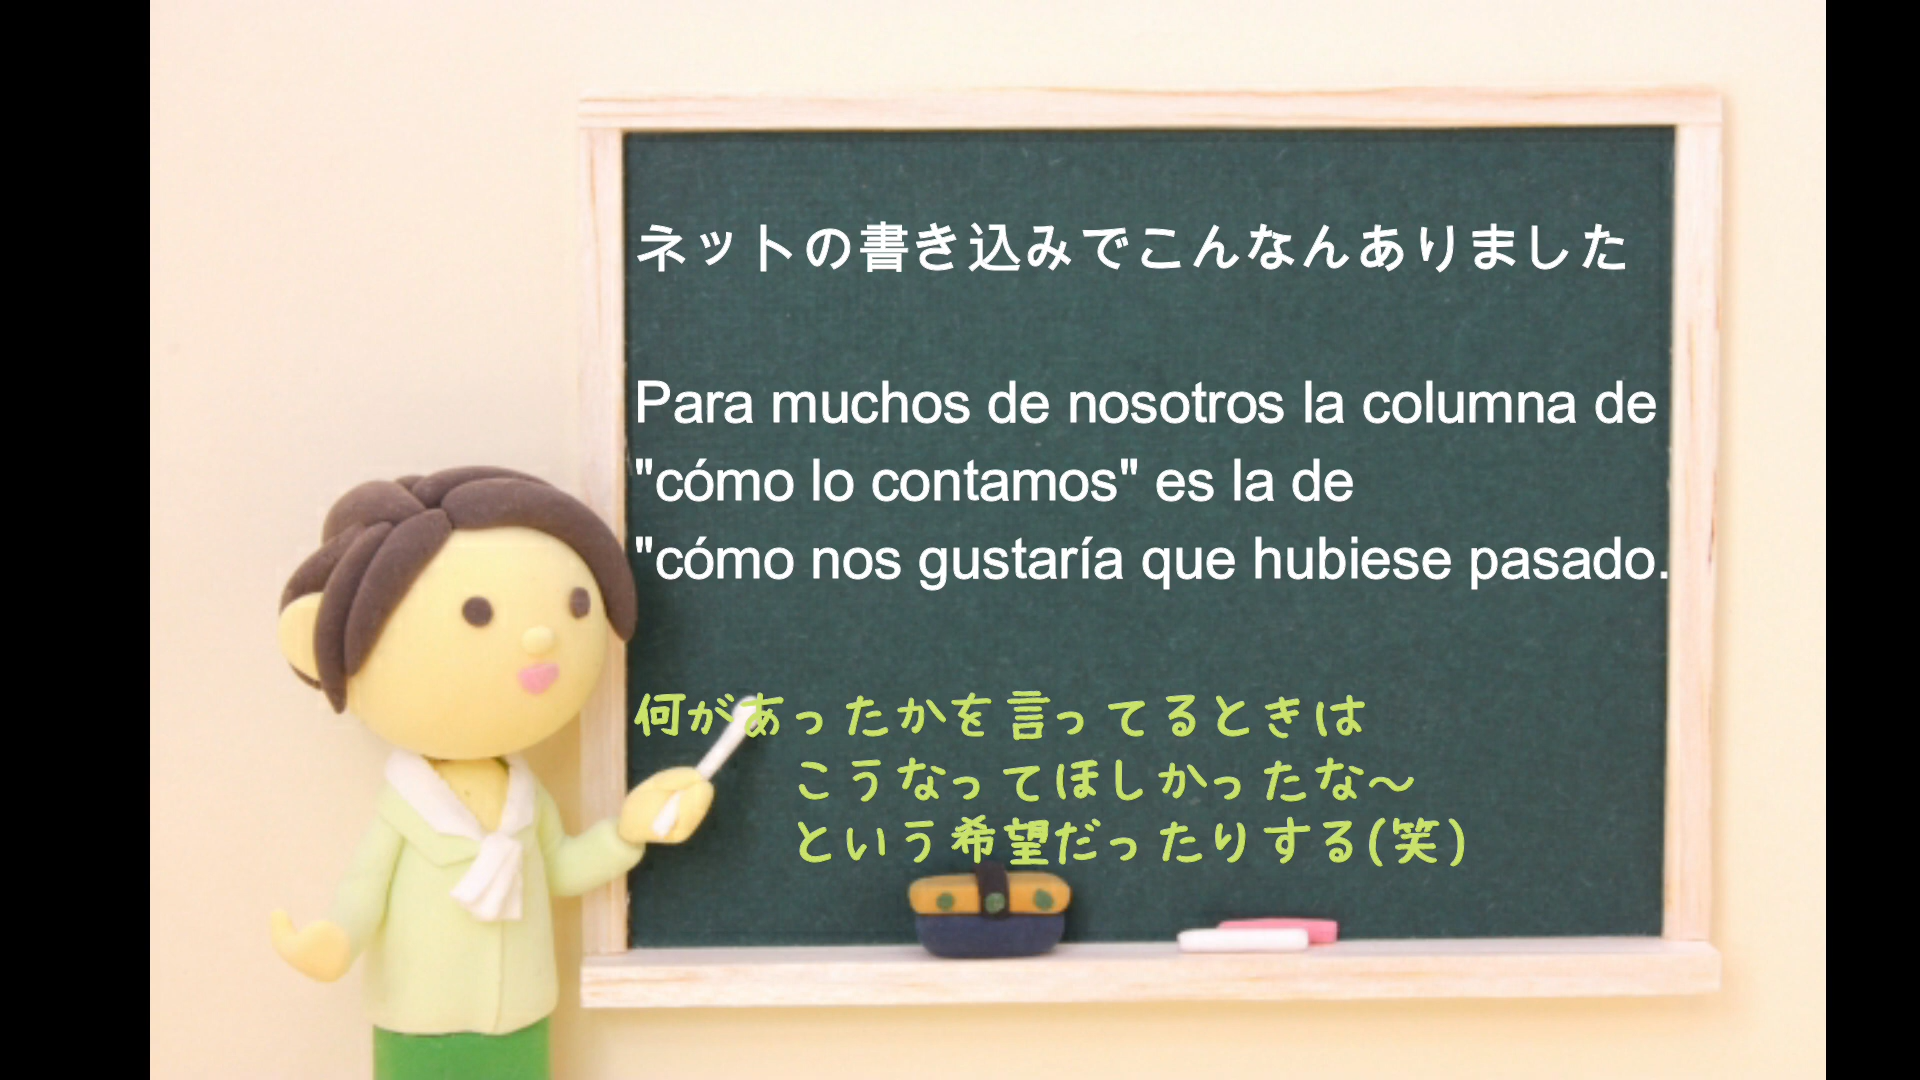 ネットの書き込みでこんなんありました
Para muchos de nosotros la columna de
"cómo lo contamos" es la de
"cómo nos gustaría que hubiese pasado.
何があったかを言ってるときは
こうなってほしかったな～
という希望だったりする(笑)